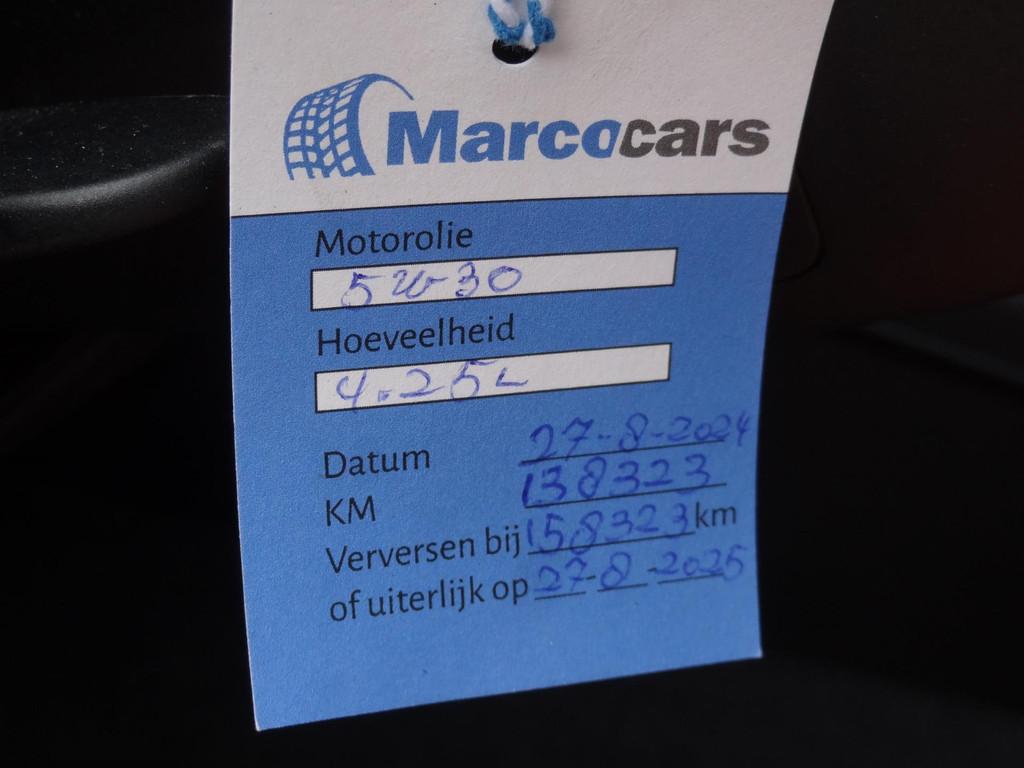 Marcocars
Motorolie
5W-30
Hoeveelheid
4.25L
Datum 27-8-2024
KM 138323
Verversen bij 158323 km
of uiterlijk op 27-8-2025